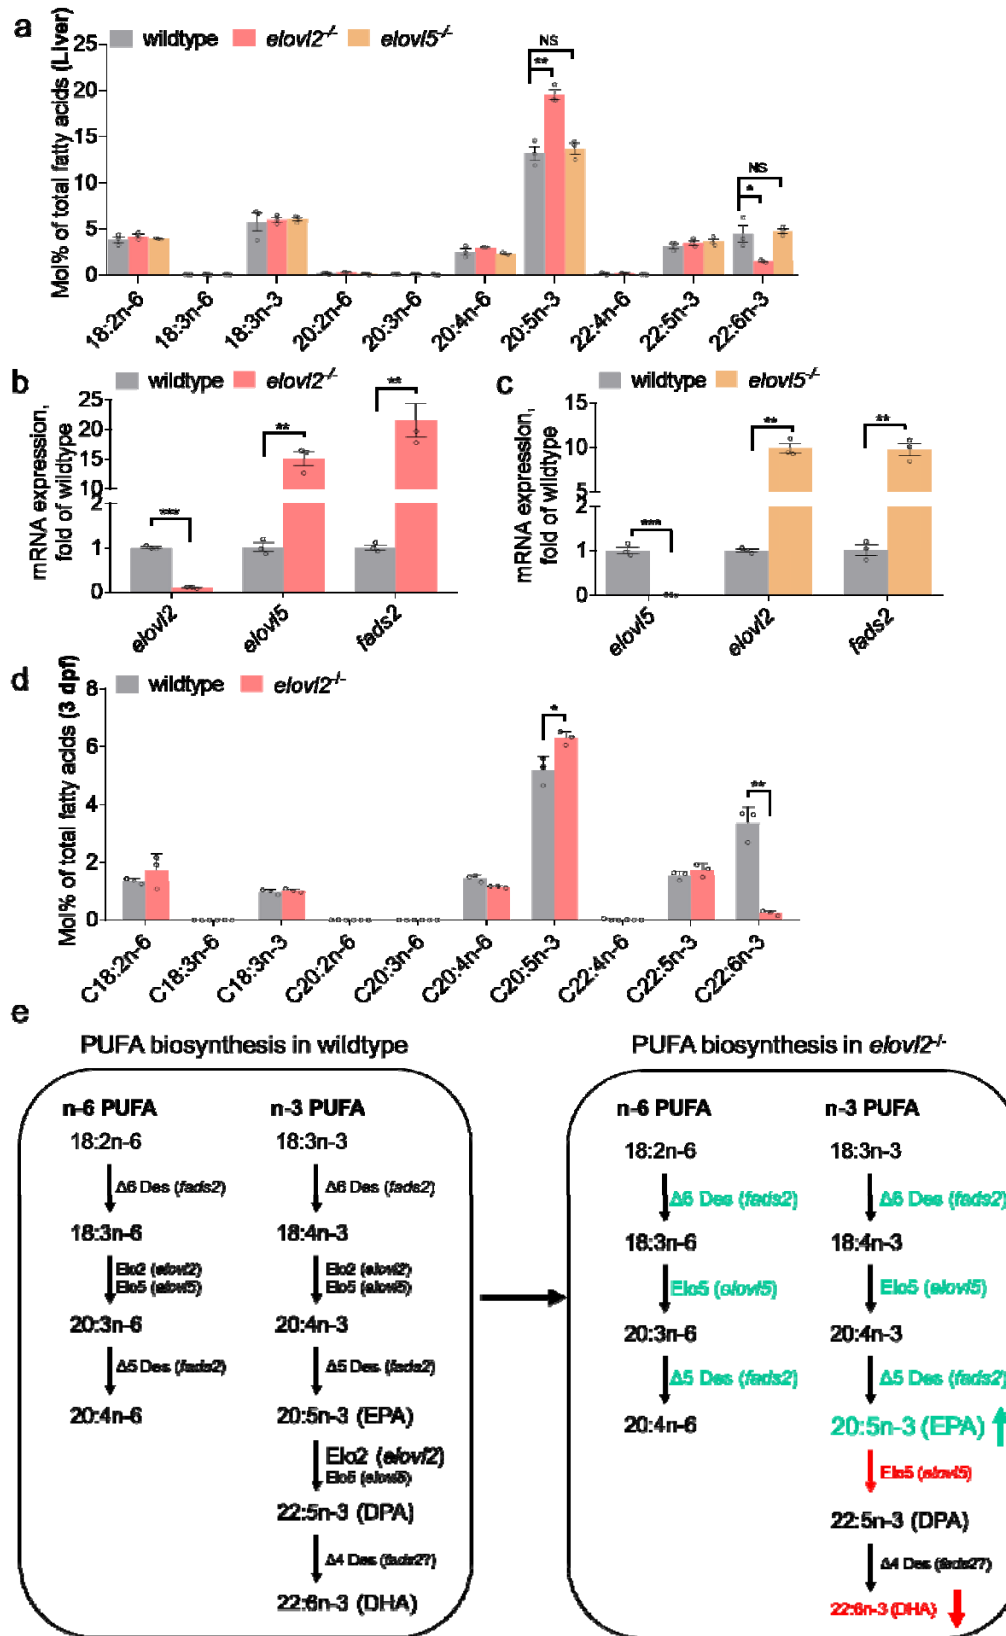 a
wildtype elovl2-/- elovl5-/-
Mol% of total fatty acids (Liver)
25
20
15
10
5
0
NS
**
NS
*
18:2n-6 18:3n-6 18:3n-3 20:2n-6 20:3n-6 20:4n-6 20:5n-3 22:4n-6 22:5n-3 22:6n-3
b
wildtype elovl2-/-
mRNA expression,
fold of wildtype
25
20
15
10
2
1
0
***
**
**
elovl2 elovl5 fads2
c
wildtype elovl5-/-
mRNA expression,
fold of wildtype
15
10
5
2
1
0
***
**
**
elovl5 elovl2 fads2
d
wildtype elovl2-/-
Mol% of total fatty acids (3 dpf)
8
6
4
2
0
*
**
C18:2n-6 C18:3n-6 C18:3n-3 C20:2n-6 C20:3n-6 C20:4n-6 C20:5n-3 C22:4n-6 C22:5n-3 C22:6n-3
e
PUFA biosynthesis in wildtype
n-6 PUFA
18:2n-6
Δ6 Des (fads2)
18:3n-6
Elo2 (elovl2)
Elo5 (elovl5)
20:3n-6
Δ5 Des (fads2)
20:4n-6
n-3 PUFA
18:3n-3
Δ6 Des (fads2)
18:4n-3
Elo2 (elovl2)
Elo5 (elovl5)
20:4n-3
Δ5 Des (fads2)
20:5n-3 (EPA)
Elo2 (elovl2)
Elo5 (elovl5)
22:5n-3 (DPA)
Δ4 Des (fads2?)
22:6n-3 (DHA)
PUFA biosynthesis in elovl2-/-
n-6 PUFA
18:2n-6
Δ6 Des (fads2)
18:3n-6
Elo5 (elovl5)
20:3n-6
Δ5 Des (fads2)
20:4n-6
n-3 PUFA
18:3n-3
Δ6 Des (fads2)
18:4n-3
Elo5 (elovl5)
20:4n-3
Δ5 Des (fads2)
20:5n-3 (EPA)
Elo5 (elovl5)
22:5n-3 (DPA)
Δ4 Des (fads2?)
22:6n-3 (DHA)